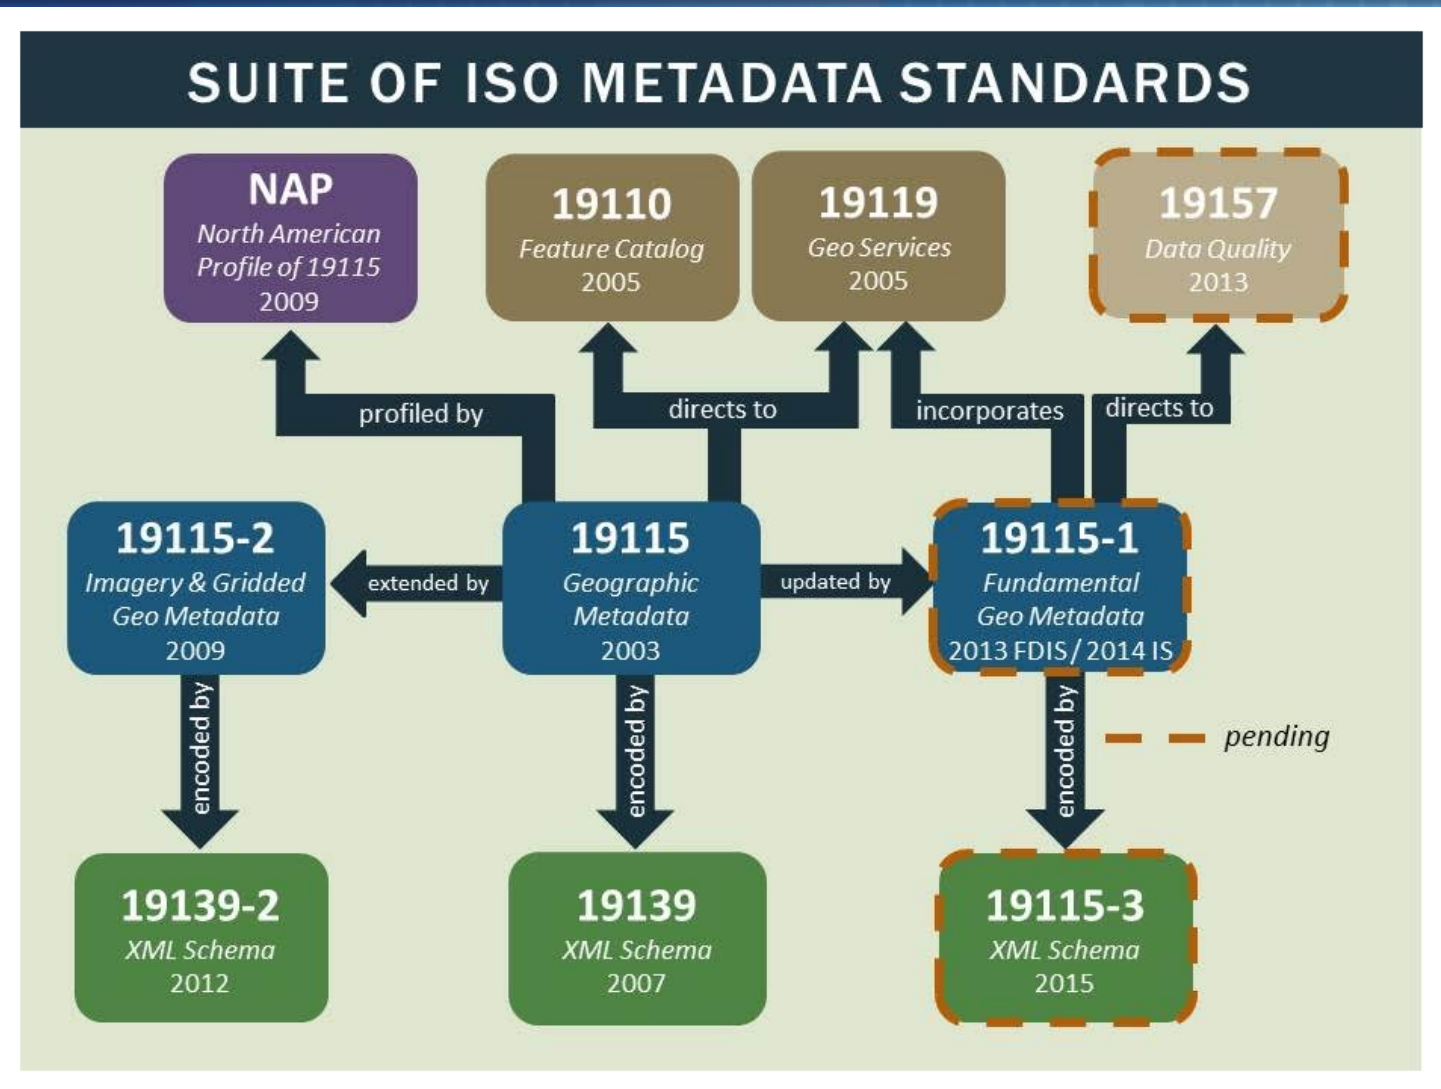 SUITE OF ISO METADATA STANDARDS
NAP
North American
Profile of 19115
2009
19110
Feature Catalog
2005
19119
Geo Services
2005
19157
Data Quality
2013
profiled by
directs to
incorporates
directs to
19115-2
Imagery & Gridded
Geo Metadata
2009
extended by
19115
Geographic
Metadata
2003
updated by
19115-1
Fundamental
Geo Metadata
2013 FDIS / 2014 IS
encoded by
encoded by
encoded by
pending
19139-2
XML Schema
2012
19139
XML Schema
2007
19115-3
XML Schema
2015